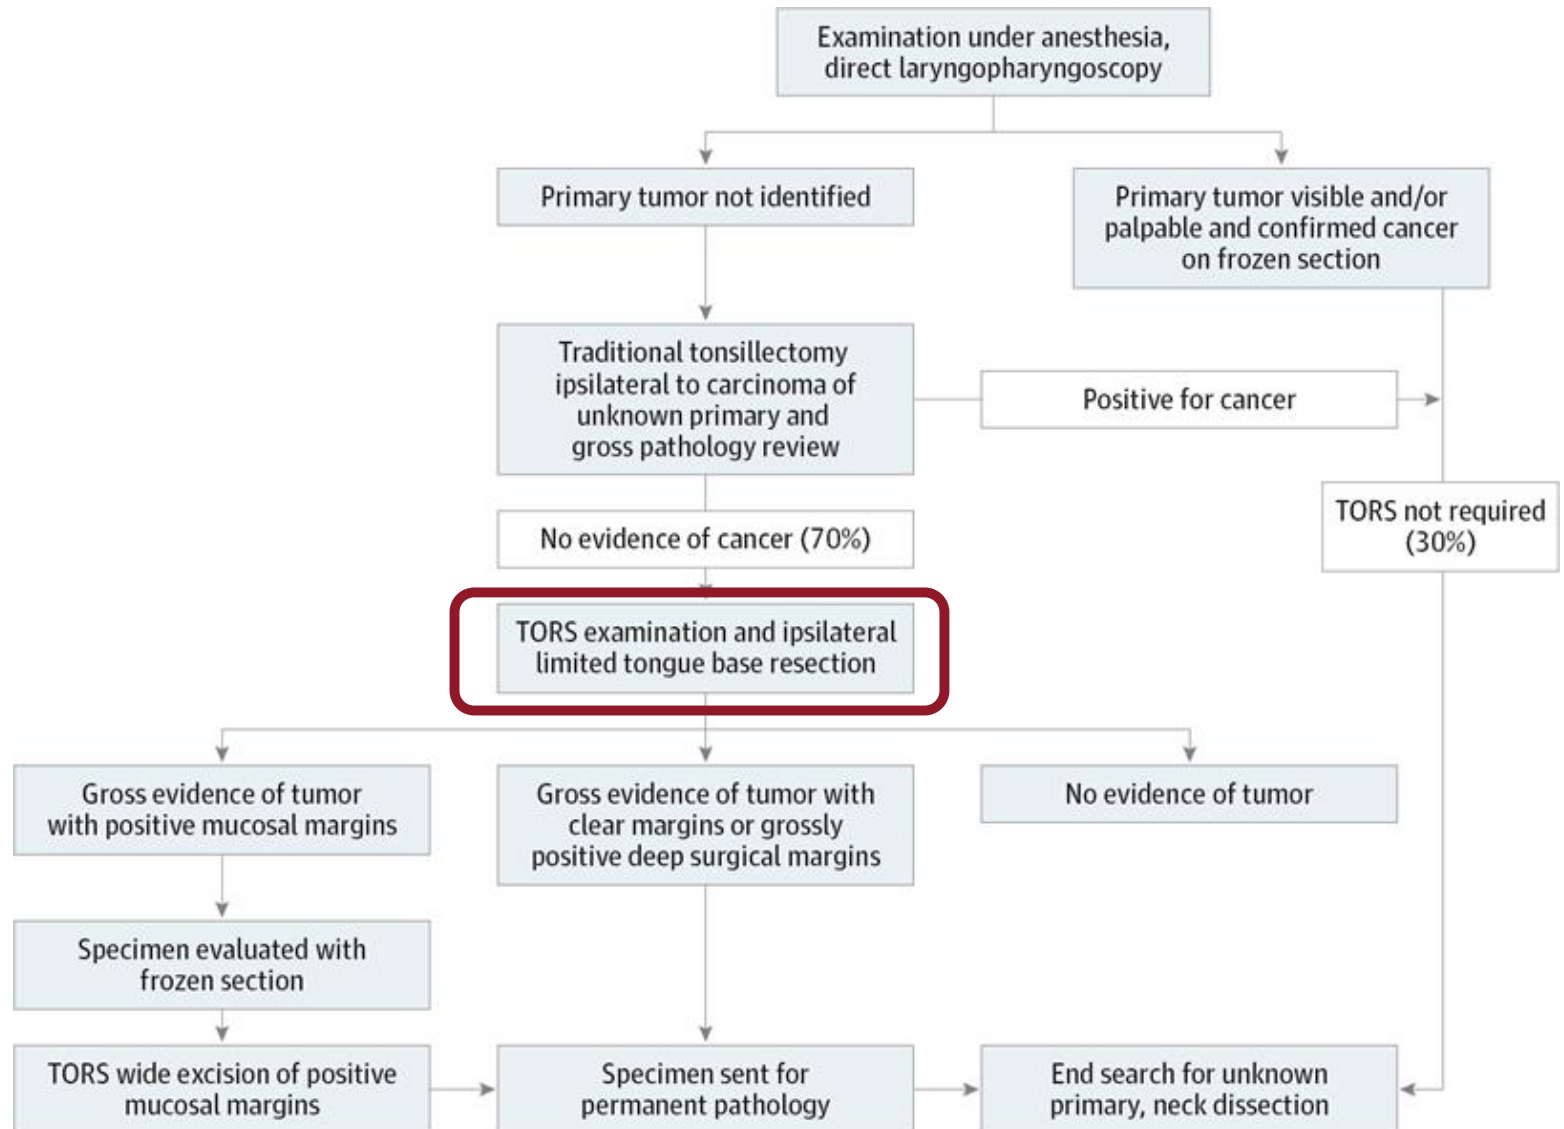 Examination under anesthesia,
direct laryngopharyngoscopy
Primary tumor not identified
Primary tumor visible and/or
palpable and confirmed cancer
on frozen section
Traditional tonsillectomy
ipsilateral to carcinoma of
unknown primary and
gross pathology review
Positive for cancer
TORS not required
(30%)
No evidence of cancer (70%)
TORS examination and ipsilateral
limited tongue base resection
Gross evidence of tumor
with positive mucosal margins
Gross evidence of tumor with
clear margins or grossly
positive deep surgical margins
No evidence of tumor
Specimen evaluated with
frozen section
TORS wide excision of positive
mucosal margins
Specimen sent for
permanent pathology
End search for unknown
primary, neck dissection